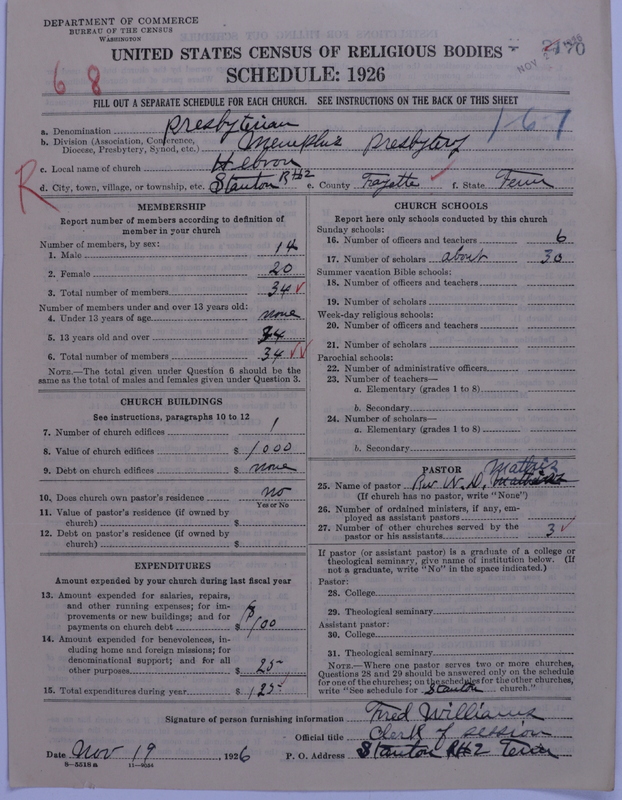 DEPARTMENT OF COMMERCE
BUREAU OF THE CENSUS
WASHINGTON
UNITED STATES CENSUS OF RELIGIOUS BODIES
SCHEDULE: 1926
68
NOV
2170
FILL OUT A SEPARATE SCHEDULE FOR EACH CHURCH. SEE INSTRUCTIONS ON THE BACK OF THIS SHEET
167
R
a. Denomination Presbyterian
b. Division (Association, Conference, Diocese, Presbytery, Synod, etc.) Memphis Presbytery
c. Local name of church Hebron
d. City, town, village, or township, etc. Stanton R#2 e. County Fayette f. State Tenn
MEMBERSHIP
Report number of members according to definition of
member in your church
Number of members, by sex:
1. Male 14
2. Female 20
3. Total number of members 34
Number of members under and over 13 years old:
4. Under 13 years of age none
5. 13 years old and over 34
6. Total number of members 34
NOTE.—The total given under Question 6 should be the
same as the total of males and females given under Question 3.
CHURCH BUILDINGS
See instructions, paragraphs 10 to 12
7. Number of church edifices 1
8. Value of church edifices $ 1000
9. Debt on church edifices $ none
10. Does church own pastor's residence no
Yes or No
11. Value of pastor's residence (if owned by
church) $
12. Debt on pastor's residence (if owned by
church) $
EXPENDITURES
Amount expended by your church during last fiscal year
13. Amount expended for salaries, repairs,
and other running expenses; for im-
provements or new buildings; and for
payments on church debt $ 100
14. Amount expended for benevolences, in-
cluding home and foreign missions; for
denominational support; and for all
other purposes $ 25
15. Total expenditures during year $ 125
CHURCH SCHOOLS
Report here only schools conducted by this church
Sunday schools:
16. Number of officers and teachers 6
17. Number of scholars about 30
Summer vacation Bible schools:
18. Number of officers and teachers
19. Number of scholars
Week-day religious schools:
20. Number of officers and teachers
21. Number of scholars
Parochial schools:
22. Number of administrative officers
23. Number of teachers—
a. Elementary (grades 1 to 8)
b. Secondary
24. Number of scholars—
a. Elementary (grades 1 to 8)
b. Secondary
PASTOR
25. Name of pastor Rev W. D. Mathis
(If church has no pastor, write "None")
26. Number of ordained ministers, if any, em-
ployed as assistant pastors
27. Number of other churches served by the
pastor or his assistants 3
If pastor (or assistant pastor) is a graduate of a college or
theological seminary, give name of institution below. (If
not a graduate, write "No" in the space indicated.)
Pastor:
28. College
29. Theological seminary
Assistant pastor:
30. College
31. Theological seminary
NOTE.—Where one pastor serves two or more churches,
Questions 28 and 29 should be answered only on the schedule
for one of the churches; on the schedules for the other churches,
write "See schedule for Stanton church."
Signature of person furnishing information Fred Williams
Official title Clerk of session
Date Nov 19, 1926 P. O. Address Stanton R#2 Tenn
8—5518a 11—9034